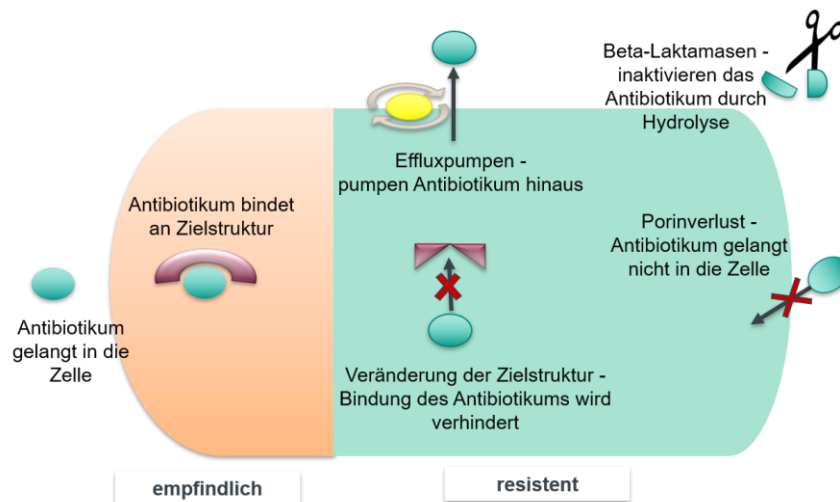 Antibiotikum
gelangt in die
Zelle
Antibiotikum bindet
an Zielstruktur
Effluxpumpen -
pumpen Antibiotikum hinaus
Veränderung der Zielstruktur -
Bindung des Antibiotikums wird
verhindert
Beta-Laktamasen -
inaktivieren das
Antibiotikum durch
Hydrolyse
Porinverlust -
Antibiotikum gelangt
nicht in die Zelle
empfindlich
resistent